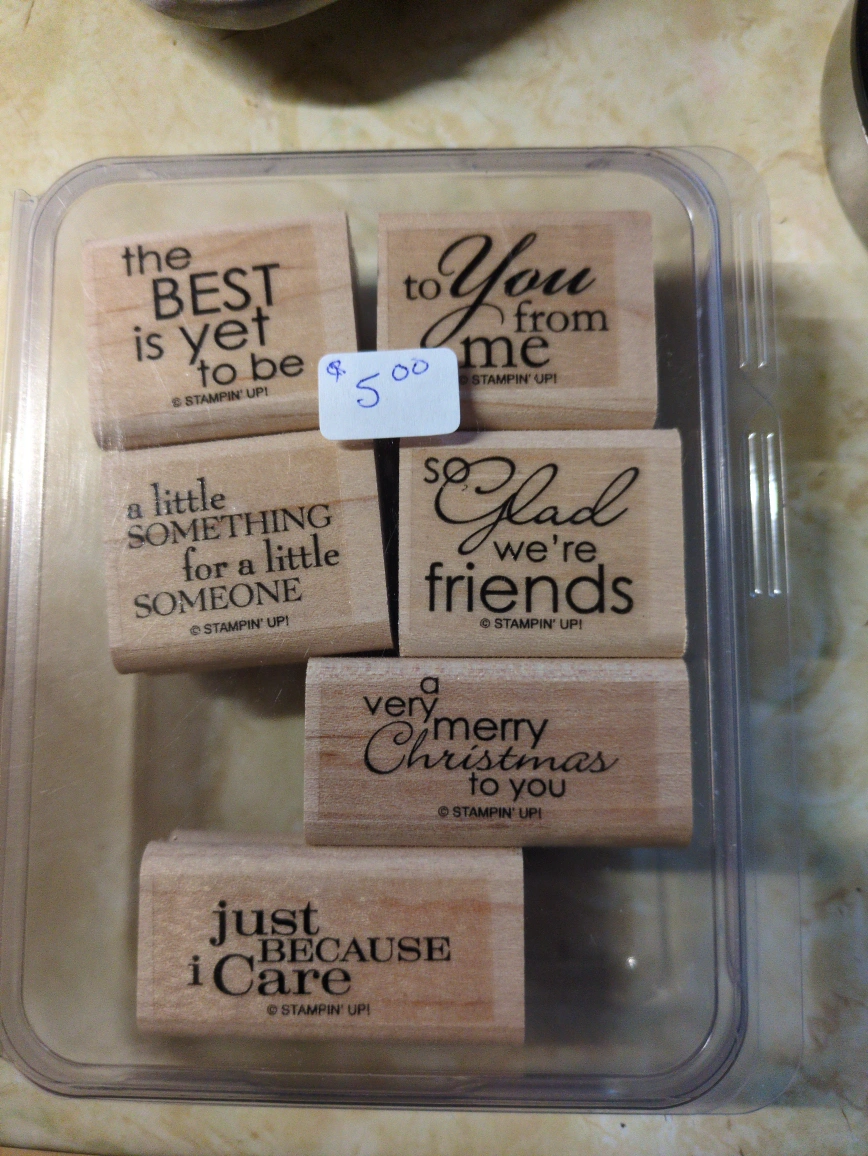 the
BEST
is yet
to be
© STAMPIN' UP!
to You
from
me
© STAMPIN' UP!
$ 5 00
a little
SOMETHING
for a little
SOMEONE
© STAMPIN' UP!
so Glad
we're
friends
© STAMPIN' UP!
a
very
merry
Christmas
to you
© STAMPIN' UP!
just
BECAUSE
i Care
© STAMPIN' UP!